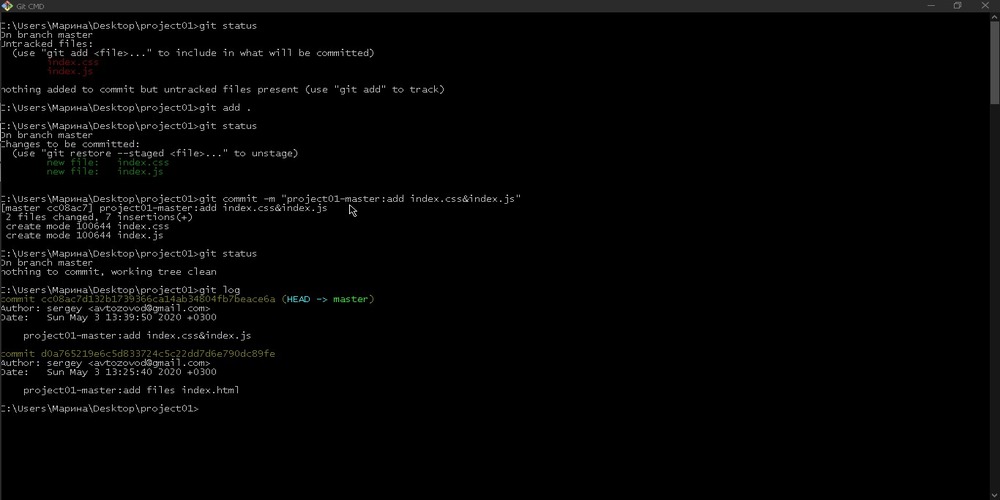 Git CMD
C:\Users\Марина\Desktop\project01>git status
On branch master
Untracked files:
(use "git add <file>..." to include in what will be committed)
index.css
index.js
nothing added to commit but untracked files present (use "git add" to track)
C:\Users\Марина\Desktop\project01>git add .
C:\Users\Марина\Desktop\project01>git status
On branch master
Changes to be committed:
(use "git restore --staged <file>..." to unstage)
new file: index.css
new file: index.js
C:\Users\Марина\Desktop\project01>git commit -m "project01-master:add index.css&index.js"
[master cc08ac7] project01-master:add index.css&index.js
2 files changed, 7 insertions(+)
create mode 100644 index.css
create mode 100644 index.js
C:\Users\Марина\Desktop\project01>git status
On branch master
nothing to commit, working tree clean
C:\Users\Марина\Desktop\project01>git log
commit cc08ac7d132b1739366ca14ab34804fb7beace6a (HEAD -> master)
Author: sergey <avtozovod@gmail.com>
Date: Sun May 3 13:39:50 2020 +0300
project01-master:add index.css&index.js
commit d0a765219e6c5d833724c5c22dd7d6e790dc89fe
Author: sergey <avtozovod@gmail.com>
Date: Sun May 3 13:25:40 2020 +0300
project01-master:add files index.html
C:\Users\Марина\Desktop\project01>